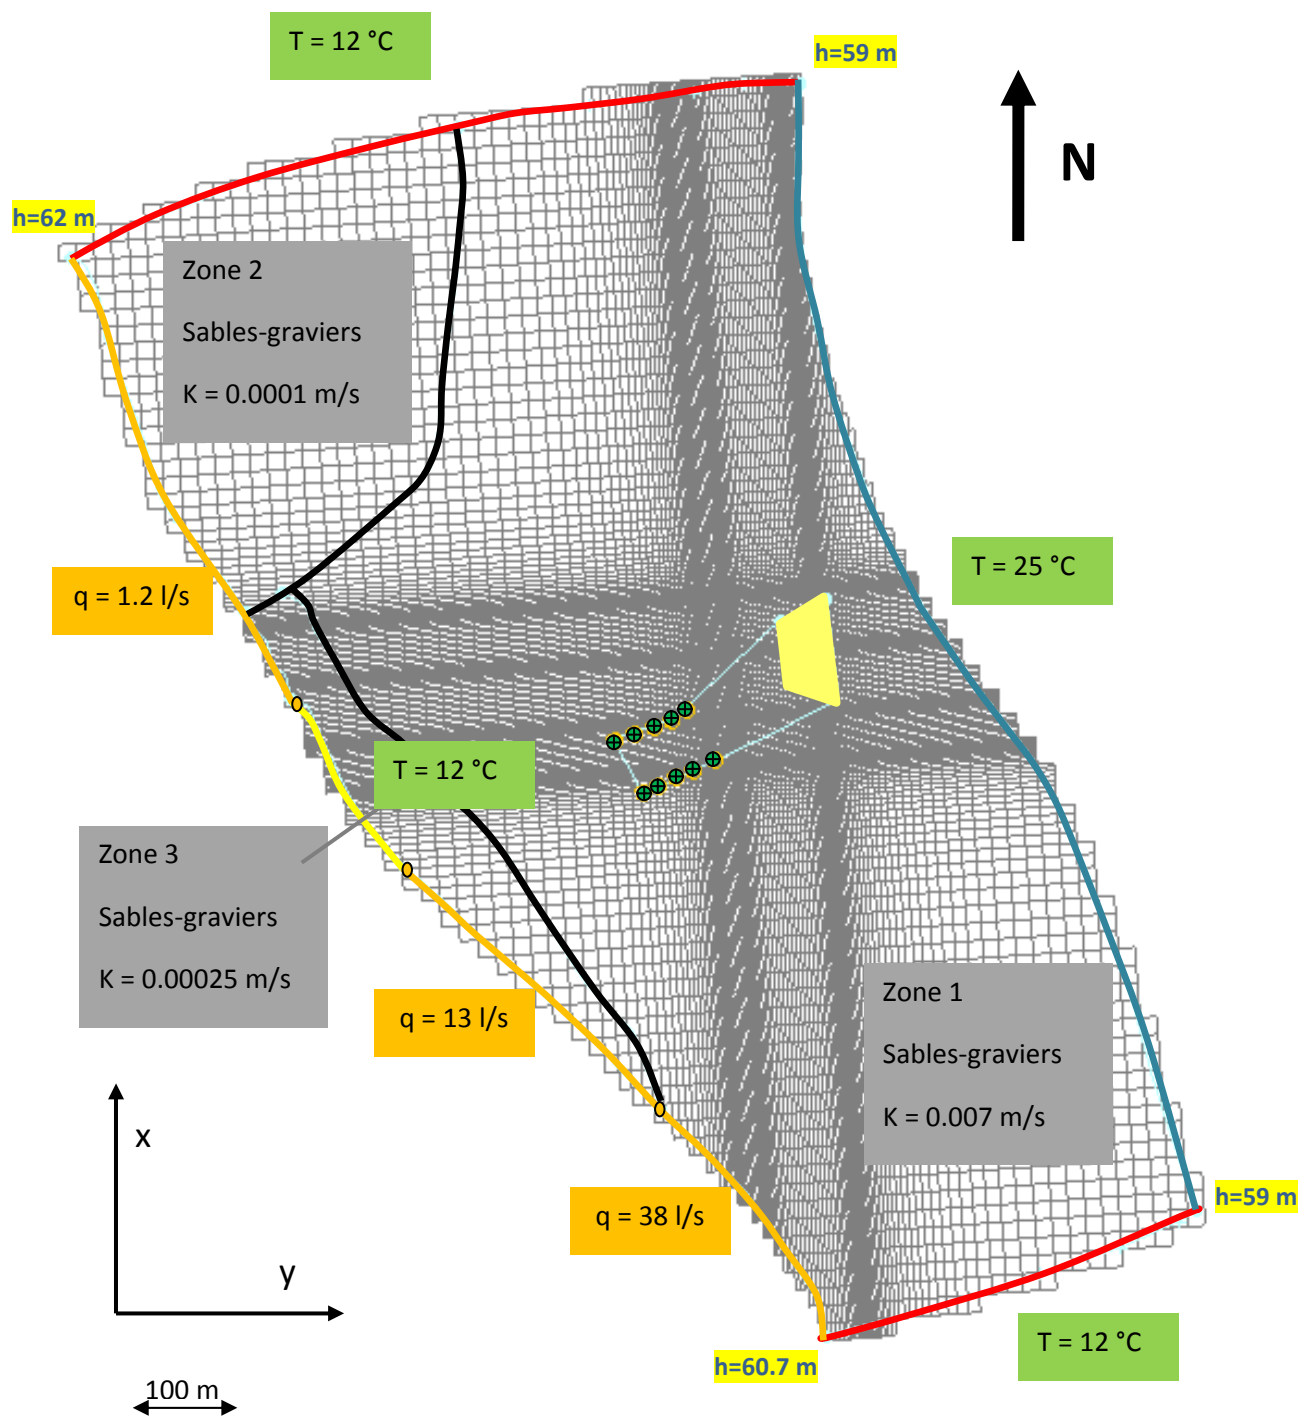 T = 12 °C
h=59 m
N
h=62 m
Zone 2
Sables-graviers
K = 0.0001 m/s
T = 25 °C
q = 1.2 l/s
T = 12 °C
Zone 3
Sables-graviers
K = 0.00025 m/s
Zone 1
Sables-graviers
K = 0.007 m/s
q = 13 l/s
x
q = 38 l/s
h=59 m
y
T = 12 °C
h=60.7 m
100 m